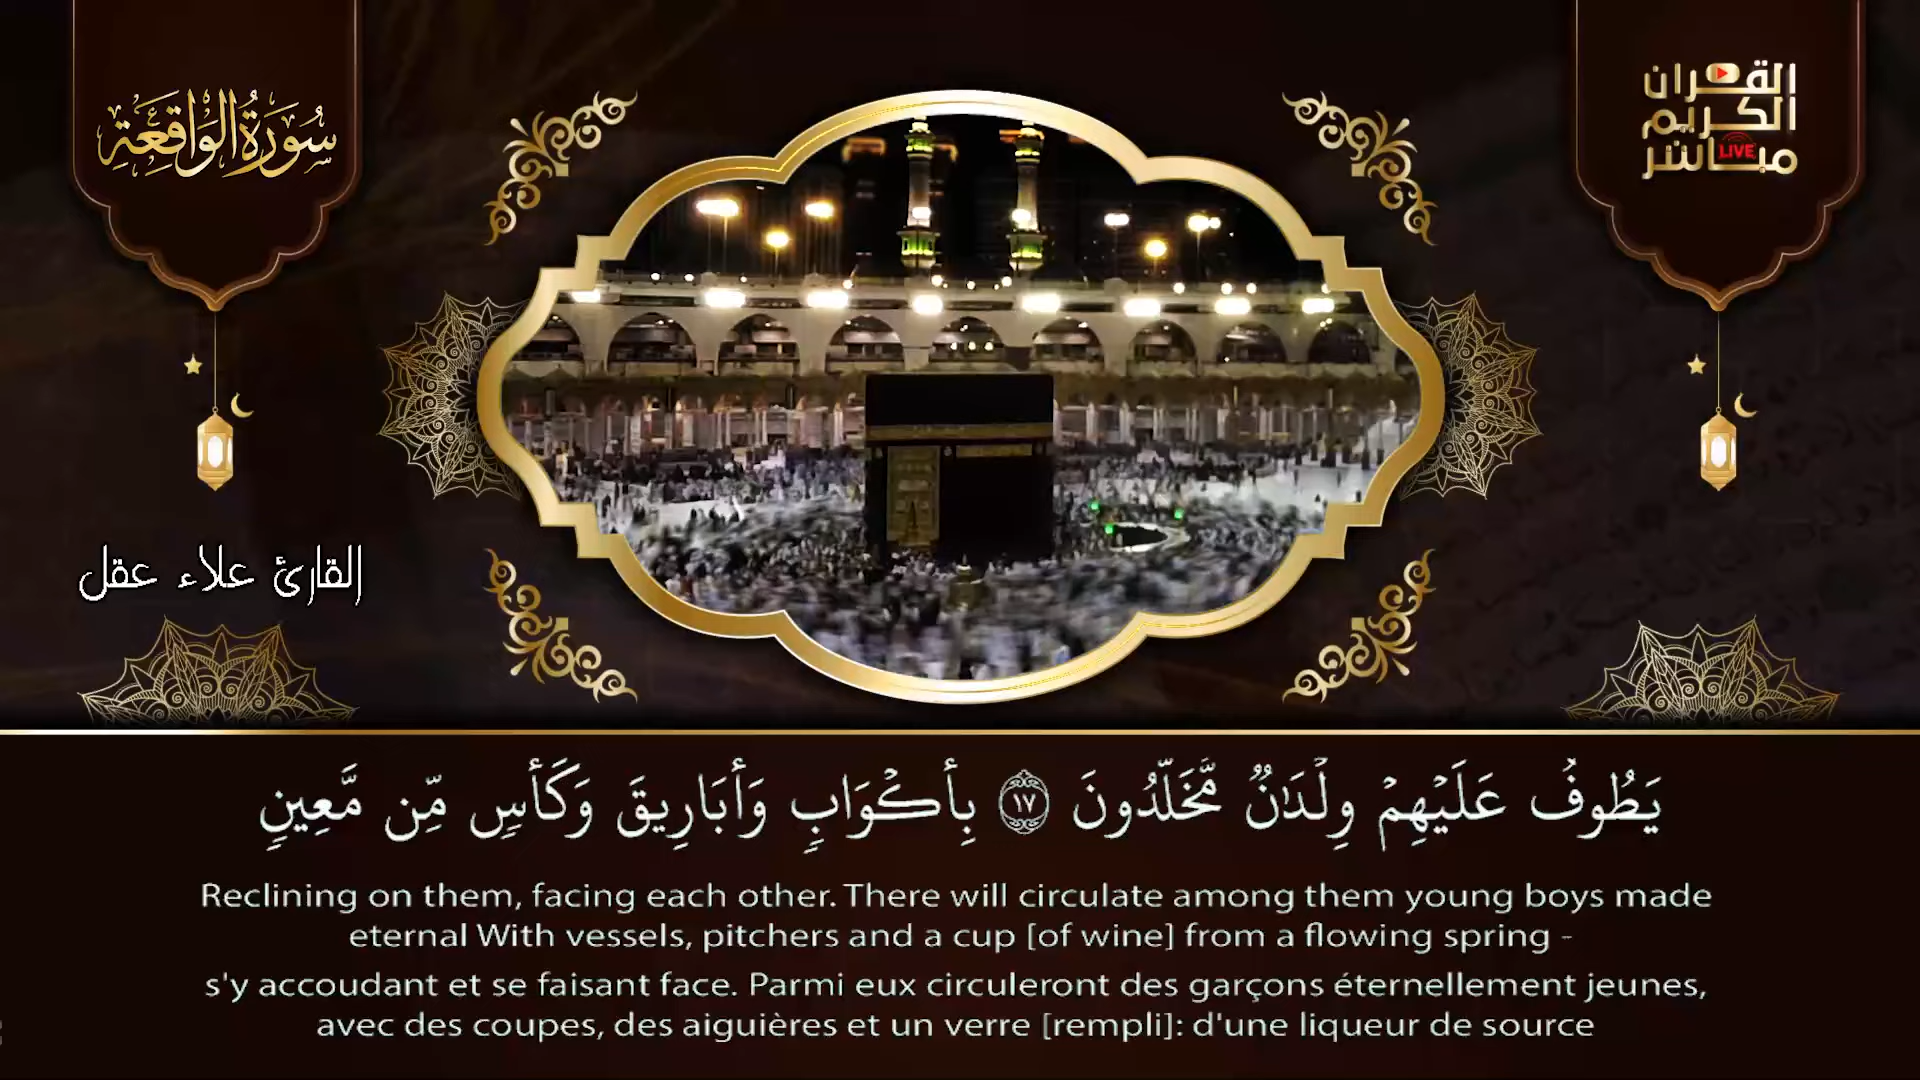 سُورَةُ الوَاقِعَةِ
القرآن
الكريم
مباشر
LIVE
القارئ علاء عقل
يَطُوفُ عَلَيْهِمْ وِلْدَٰنٌ مُّخَلَّدُونَ ١٧ بِأَكْوَابٍ وَأَبَارِيقَ وَكَأْسٍ مِّن مَّعِينٍ
Reclining on them, facing each other. There will circulate among them young boys made
eternal With vessels, pitchers and a cup [of wine] from a flowing spring -
s'y accoudant et se faisant face. Parmi eux circuleront des garçons éternellement jeunes,
avec des coupes, des aiguières et un verre [rempli]: d'une liqueur de source